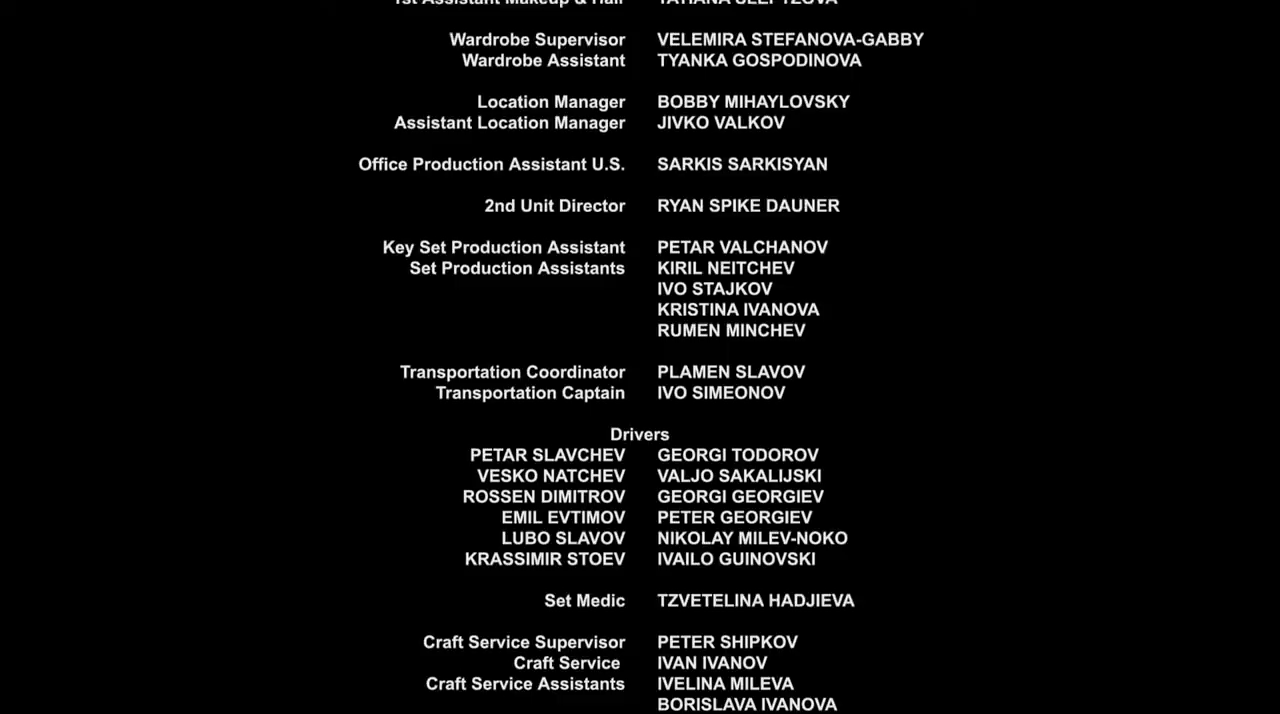 Wardrobe Supervisor VELEMIRA STEFANOVA-GABBY
Wardrobe Assistant TYANKA GOSPODINOVA
Location Manager BOBBY MIHAYLOVSKY
Assistant Location Manager JIVKO VALKOV
Office Production Assistant U.S. SARKIS SARKISYAN
2nd Unit Director RYAN SPIKE DAUNER
Key Set Production Assistant PETAR VALCHANOV
Set Production Assistants KIRIL NEITCHEV
IVO STAJKOV
KRISTINA IVANOVA
RUMEN MINCHEV
Transportation Coordinator PLAMEN SLAVOV
Transportation Captain IVO SIMEONOV
Drivers
PETAR SLAVCHEV GEORGI TODOROV
VESKO NATCHEV VALJO SAKALIJSKI
ROSSEN DIMITROV GEORGI GEORGIEV
EMIL EVTIMOV PETER GEORGIEV
LUBO SLAVOV NIKOLAY MILEV-NOKO
KRASSIMIR STOEV IVAILO GUINOVSKI
Set Medic TZVETELINA HADJIEVA
Craft Service Supervisor PETER SHIPKOV
Craft Service IVAN IVANOV
Craft Service Assistants IVELINA MILEVA
BORISLAVA IVANOVA